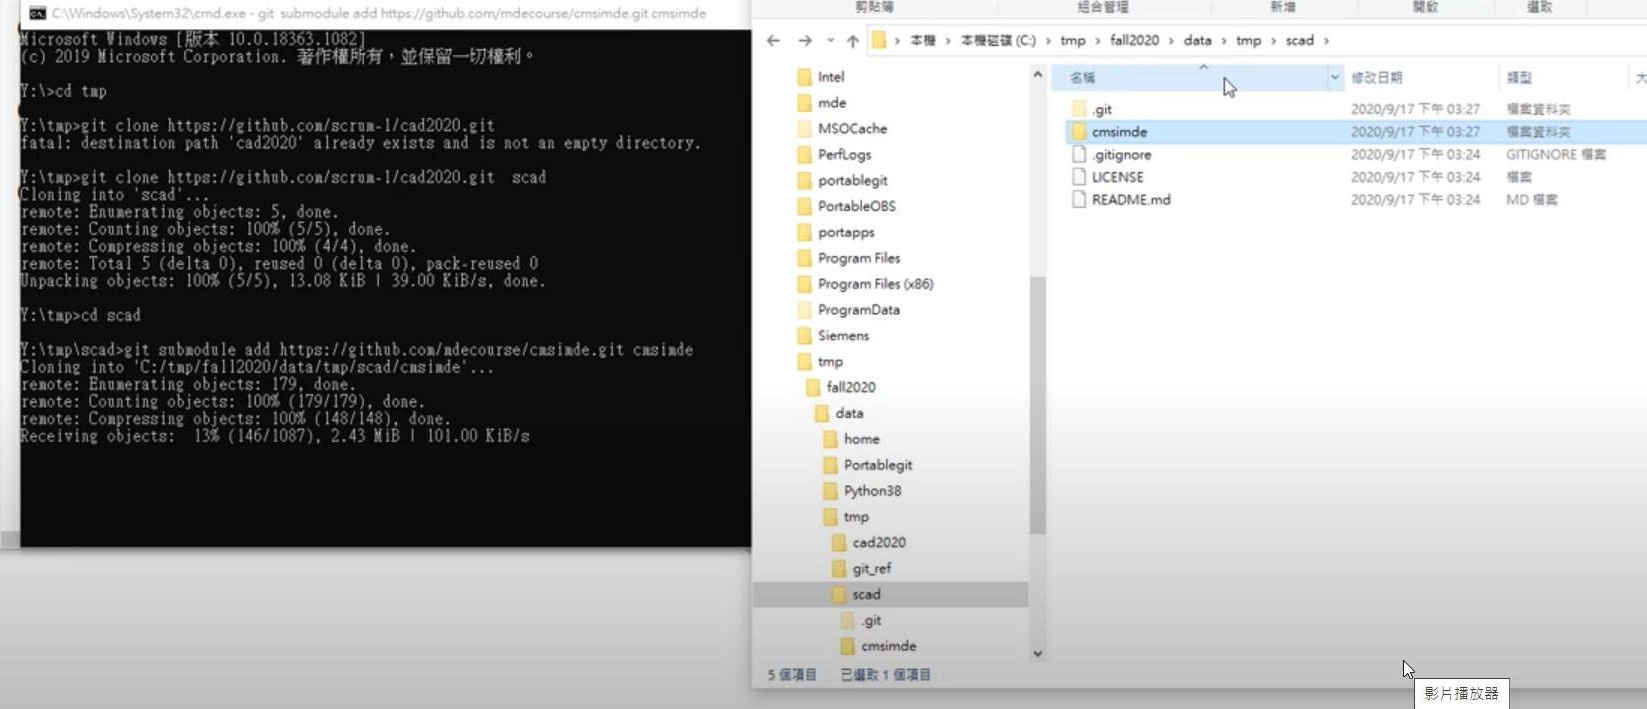 C:\Windows\System32\cmd.exe - git submodule add https://github.com/mdecourse/cmsimde.git cmsimde
Microsoft Windows [版本 10.0.18363.1082]
(c) 2019 Microsoft Corporation. 著作權所有，並保留一切權利。
Y:\>cd tmp
Y:\tmp>git clone https://github.com/scrum-1/cad2020.git
fatal: destination path 'cad2020' already exists and is not an empty directory.
Y:\tmp>git clone https://github.com/scrum-1/cad2020.git  scad
Cloning into 'scad'...
remote: Enumerating objects: 5, done.
remote: Counting objects: 100% (5/5), done.
remote: Compressing objects: 100% (4/4), done.
remote: Total 5 (delta 0), reused 0 (delta 0), pack-reused 0
Unpacking objects: 100% (5/5), 13.08 KiB | 39.00 KiB/s, done.
Y:\tmp>cd scad
Y:\tmp\scad>git submodule add https://github.com/mdecourse/cmsimde.git cmsimde
Cloning into 'C:/tmp/fall2020/data/tmp/scad/cmsimde'...
remote: Enumerating objects: 179, done.
remote: Counting objects: 100% (179/179), done.
remote: Compressing objects: 100% (148/148), done.
Receiving objects:  13% (146/1087), 2.43 MiB | 101.00 KiB/s
剪貼簿 組合管理 新增 開啟 選取
本機 › 本機磁碟 (C:) › tmp › fall2020 › data › tmp › scad ›
Intel
mde
MSOCache
PerfLogs
portablegit
PortableOBS
portapps
Program Files
Program Files (x86)
ProgramData
Siemens
tmp
fall2020
data
home
Portablegit
Python38
tmp
cad2020
git_ref
scad
.git
cmsimde
名稱 修改日期 類型 大
.git 2020/9/17 下午 03:27 檔案資料夾
cmsimde 2020/9/17 下午 03:27 檔案資料夾
.gitignore 2020/9/17 下午 03:24 GITIGNORE 檔案
LICENSE 2020/9/17 下午 03:24 檔案
README.md 2020/9/17 下午 03:24 MD 檔案
5 個項目 已選取 1 個項目
影片播放器